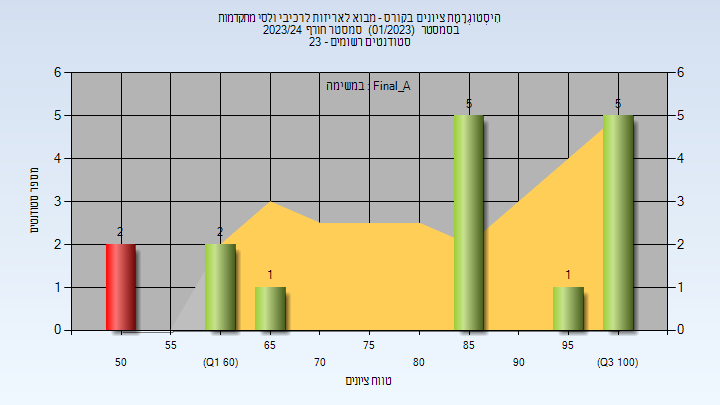 הִיסְטוֹגְרָמַת ציונים בקורס - מבוא לאריזות לרכיבי ולסי מתקדמות
בסמסטר (01/2023) סמסטר חורף 2023/24
סטודנטים רשומים - 23
במשימה : Final_A
מספר סטודנטים
6 6
5 5
4 4
3 3
2 2
1 1
0 0
2 2 1 5 1 5
55 65 75 85 95
50 (Q1 60) 70 80 90 (Q3 100)
טווח ציונים